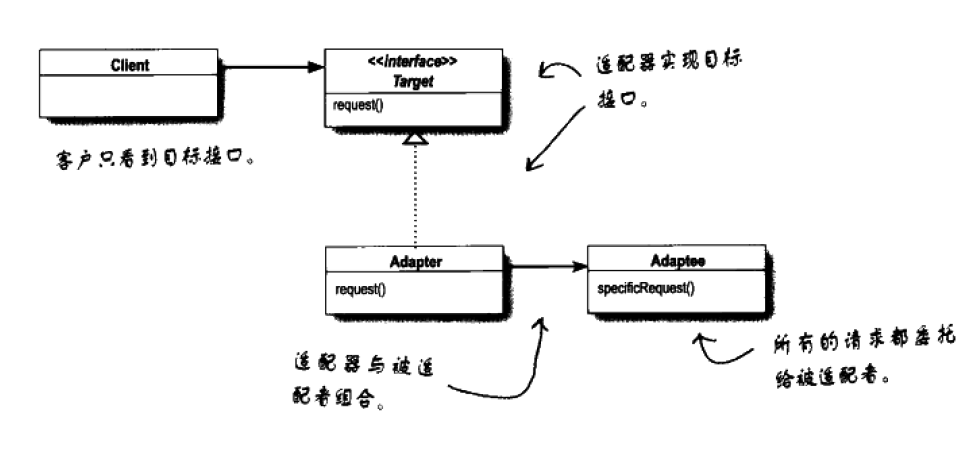 Client
<<interface>>
Target
request()
适配器实现目标
接口。
客户只看到目标接口。
Adapter
request()
Adaptee
specificRequest()
适配器与被适
配者组合。
所有的请求都委托
给被适配者。